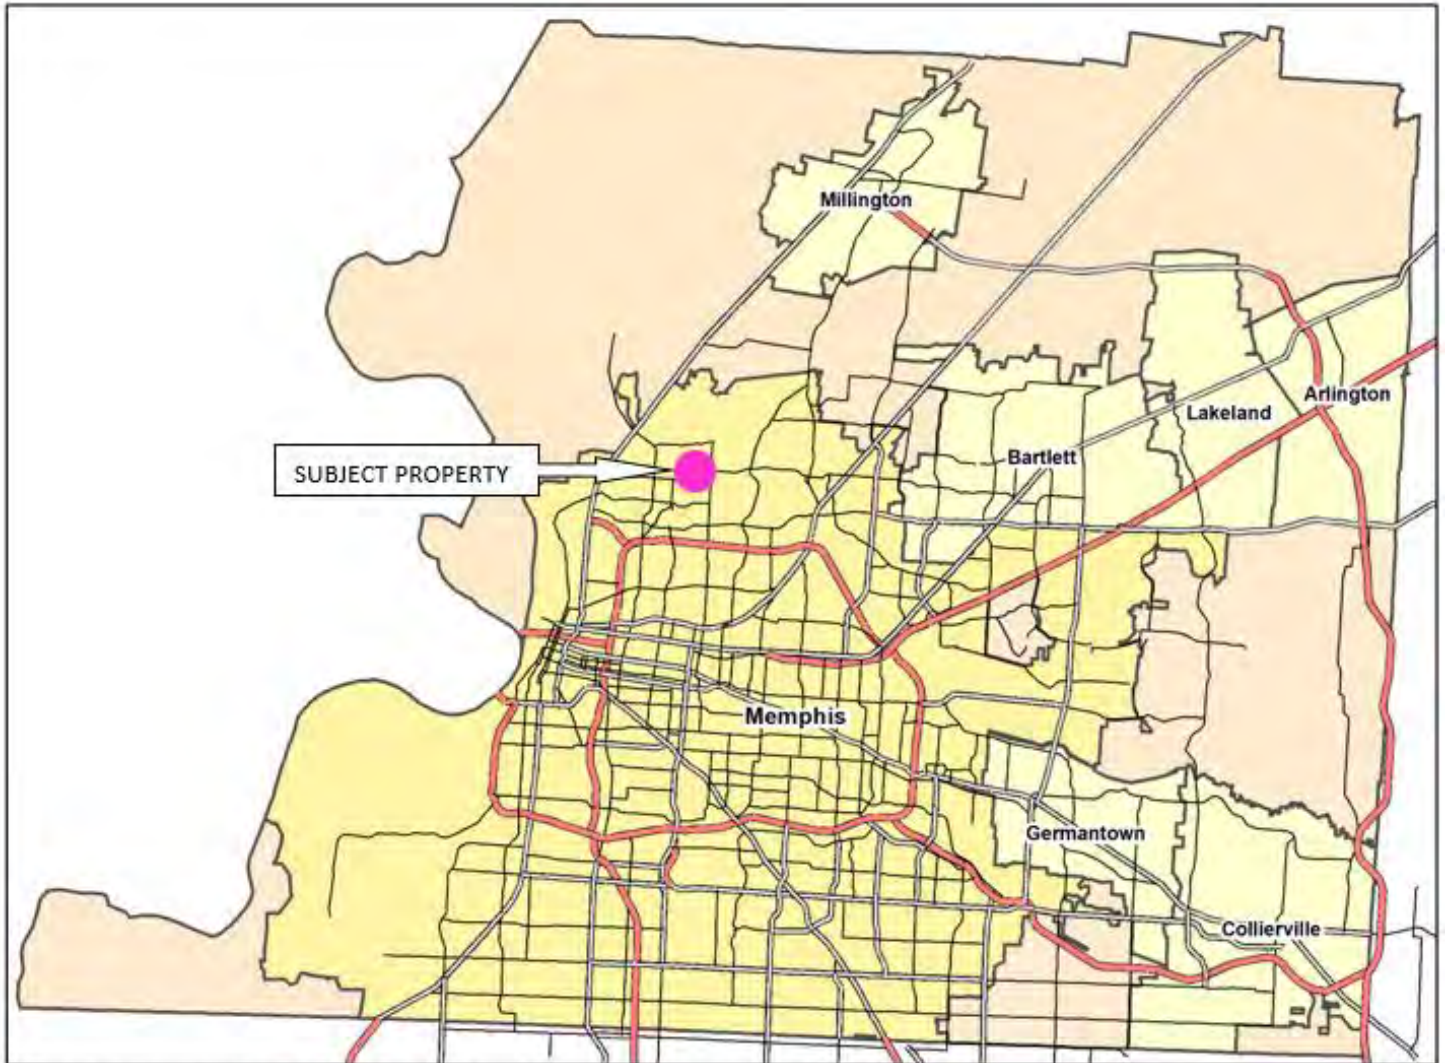 Millington
Arlington
Lakeland
Bartlett
SUBJECT PROPERTY
Memphis
Germantown
Collierville